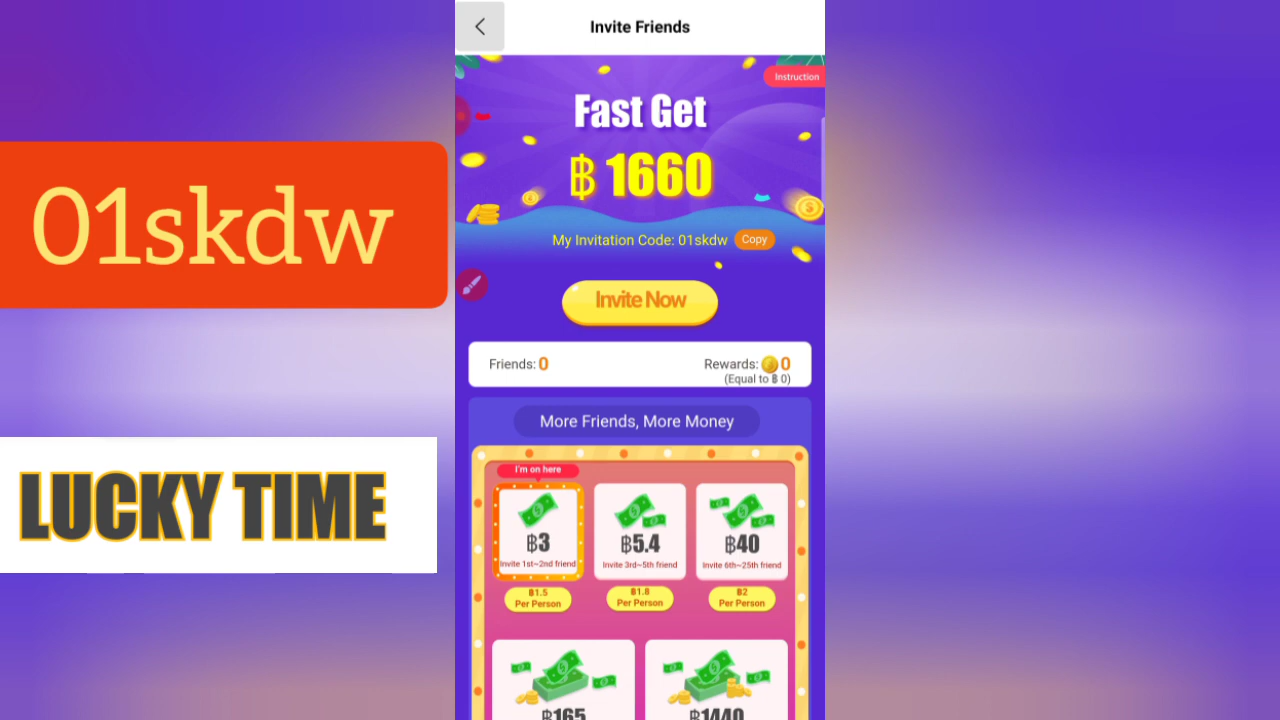 Invite Friends
Instruction
Fast Get
฿ 1660
01skdw
My Invitation Code: 01skdw
Copy
Invite Now
Friends: 0
Rewards: 0
(Equal to ฿ 0)
More Friends, More Money
LUCKY TIME
I'm on here
฿3
฿5.4
฿40
Invite 1st~2nd friend
Invite 3rd~5th friend
Invite 6th~25th friend
฿1.5
Per Person
฿1.8
Per Person
฿2
Per Person
฿165
฿1440